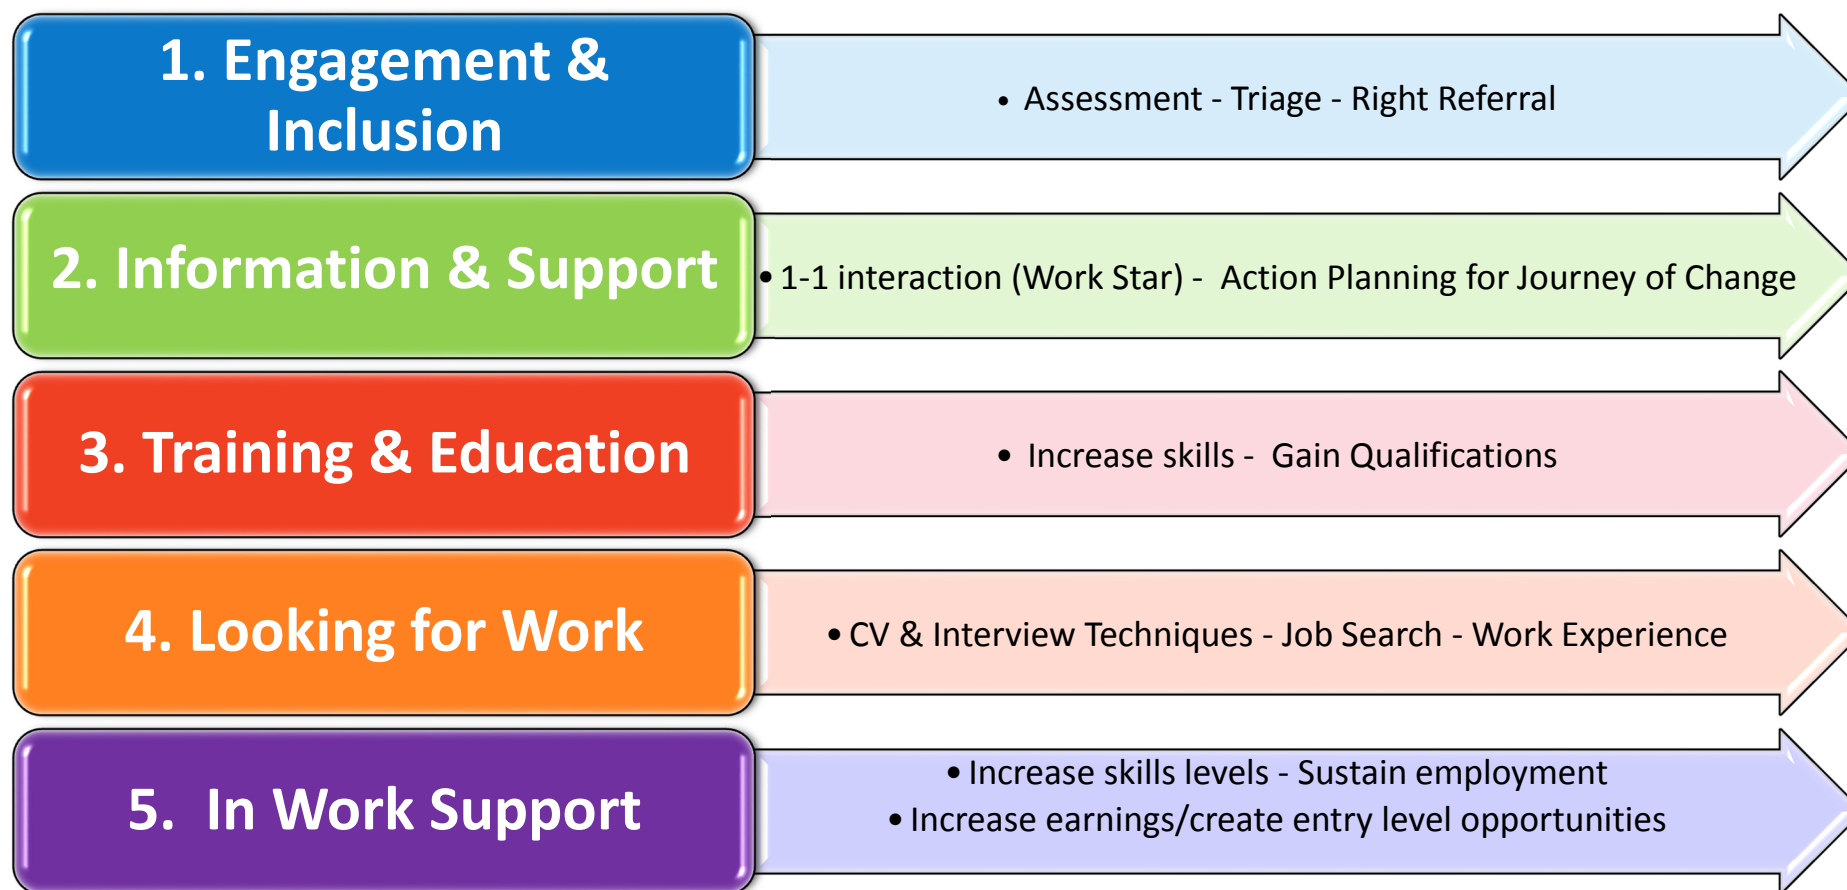 1. Engagement &
Inclusion
• Assessment - Triage - Right Referral
2. Information & Support
• 1-1 interaction (Work Star) -  Action Planning for Journey of Change
3. Training & Education
• Increase skills -  Gain Qualifications
4. Looking for Work
• CV & Interview Techniques - Job Search - Work Experience
5.  In Work Support
• Increase skills levels - Sustain employment
• Increase earnings/create entry level opportunities